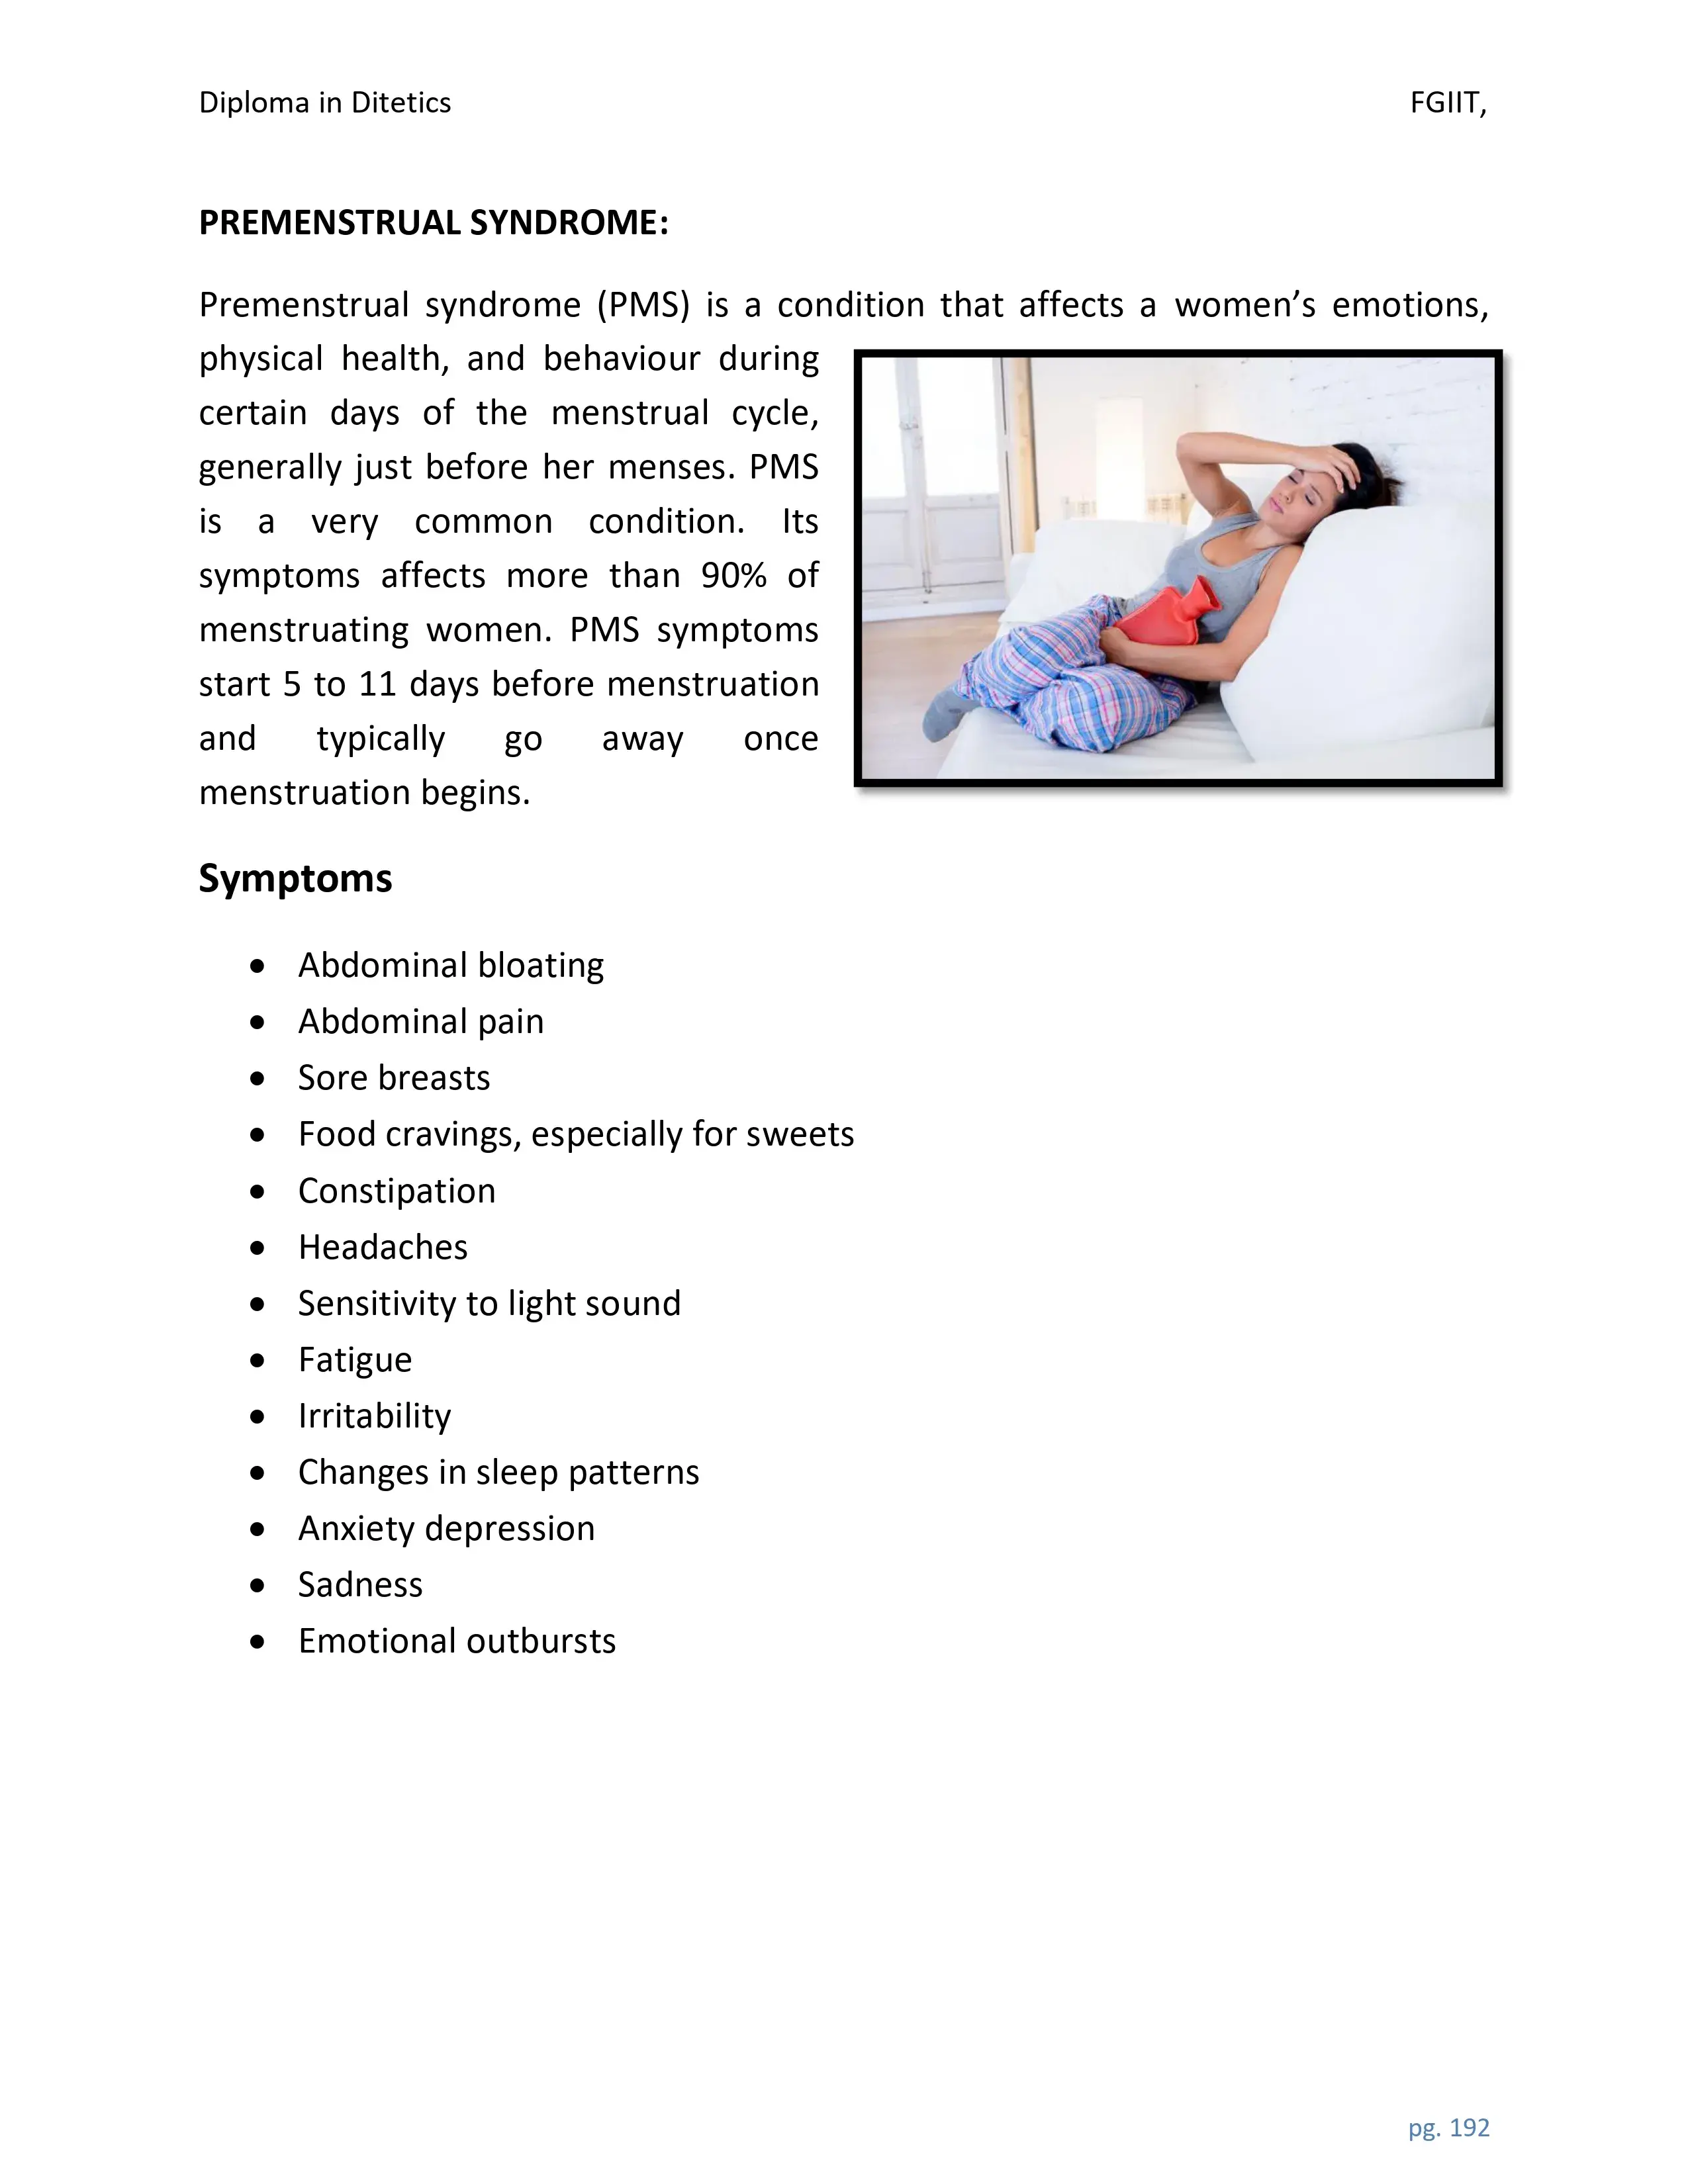 Diploma in Ditetics FGIIT,
PREMENSTRUAL SYNDROME:
Premenstrual syndrome (PMS) is a condition that affects a women’s emotions,
physical health, and behaviour during
certain days of the menstrual cycle,
generally just before her menses. PMS
is a very common condition. Its
symptoms affects more than 90% of
menstruating women. PMS symptoms
start 5 to 11 days before menstruation
and typically go away once
menstruation begins.
Symptoms
• Abdominal bloating
• Abdominal pain
• Sore breasts
• Food cravings, especially for sweets
• Constipation
• Headaches
• Sensitivity to light sound
• Fatigue
• Irritability
• Changes in sleep patterns
• Anxiety depression
• Sadness
• Emotional outbursts
pg. 192